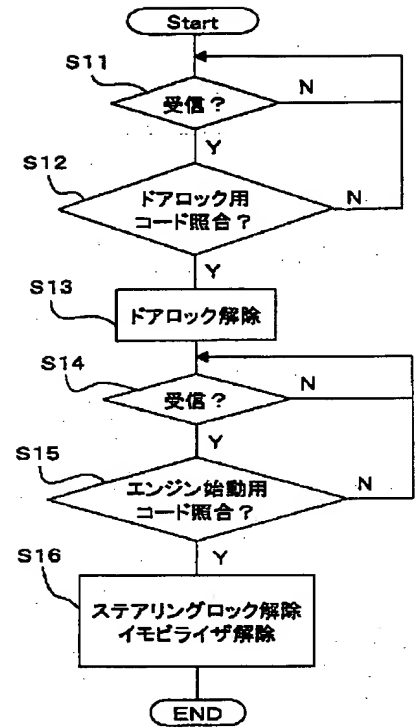 Start
S11
受信？
N
Y
S12
ドアロック用
コード照合？
N
Y
S13
ドアロック解除
S14
受信？
N
Y
S15
エンジン始動用
コード照合？
N
Y
S16
ステアリングロック解除
イモビライザ解除
END